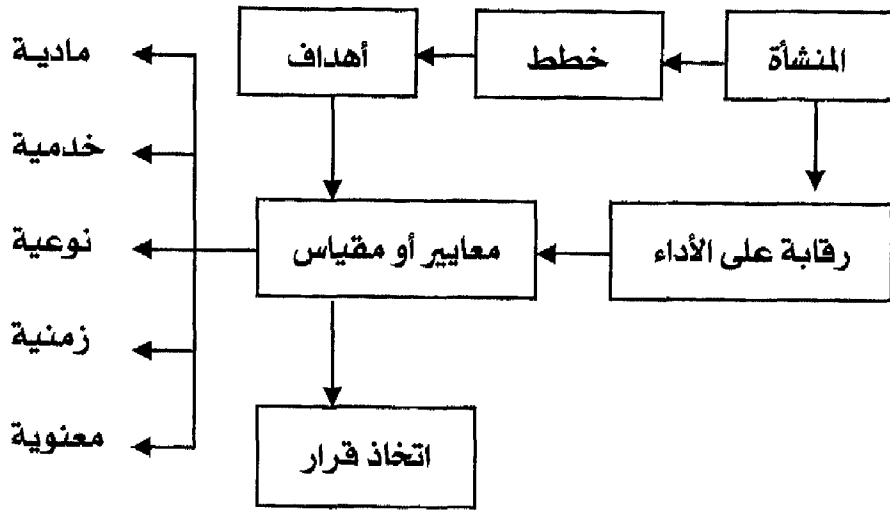 المنشأة
خطط
أهداف
مادية
خدمية
رقابة على الأداء
معايير أو مقياس
نوعية
زمنية
اتخاذ قرار
معنوية